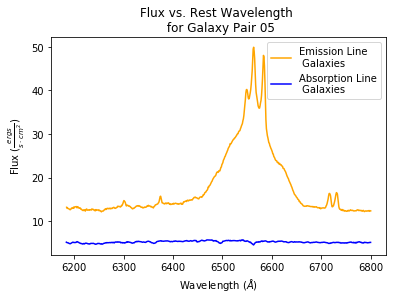 Flux vs. Rest Wavelength
for Galaxy Pair 05
Emission Line
Galaxies
Absorption Line
Galaxies
50
40
30
20
10
Flux (ergs/s·cm²)
6200
6300
6400
6500
6600
6700
6800
Wavelength (Å)